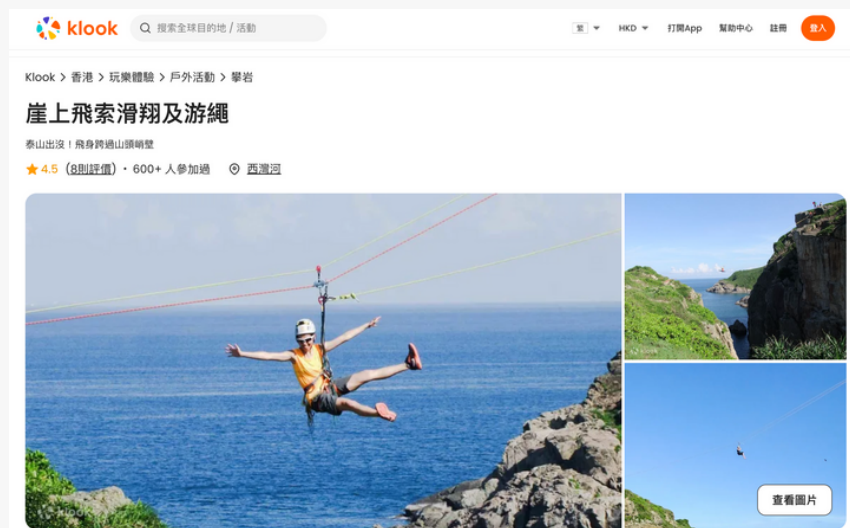 klook
搜索全球目的地 / 活動
繁
HKD
打開App
幫助中心
註冊
登入
Klook > 香港 > 玩樂體驗 > 戶外活動 > 攀岩
崖上飛索滑翔及游繩
泰山出沒！飛身跨過山頭峭壁
4.5 (8則評價) · 600+ 人參加過 西灣河
klook
查看圖片